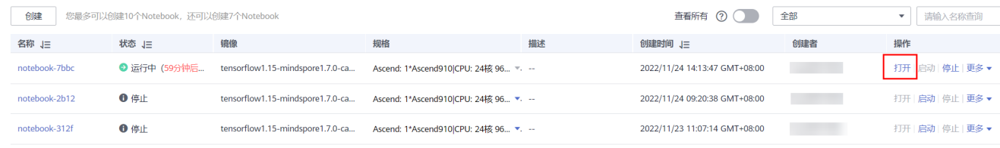 创建 您最多可以创建10个Notebook，还可以创建7个Notebook 查看所有 ? 全部 请输入名称查询
名称 状态 镜像 规格 描述 创建时间 创建者 操作
notebook-7bbc 运行中（59分钟后... tensorflow1.15-mindspore1.7.0-ca... Ascend: 1*Ascend910|CPU: 24核 96... -- 2022/11/24 14:13:47 GMT+08:00 打开 启动 停止 更多
notebook-2b12 停止 tensorflow1.15-mindspore1.7.0-ca... Ascend: 1*Ascend910|CPU: 24核 96... -- 2022/11/24 09:20:38 GMT+08:00 打开 启动 停止 更多
notebook-312f 停止 tensorflow1.15-mindspore1.7.0-ca... Ascend: 1*Ascend910|CPU: 24核 96... -- 2022/11/23 11:07:14 GMT+08:00 打开 启动 停止 更多